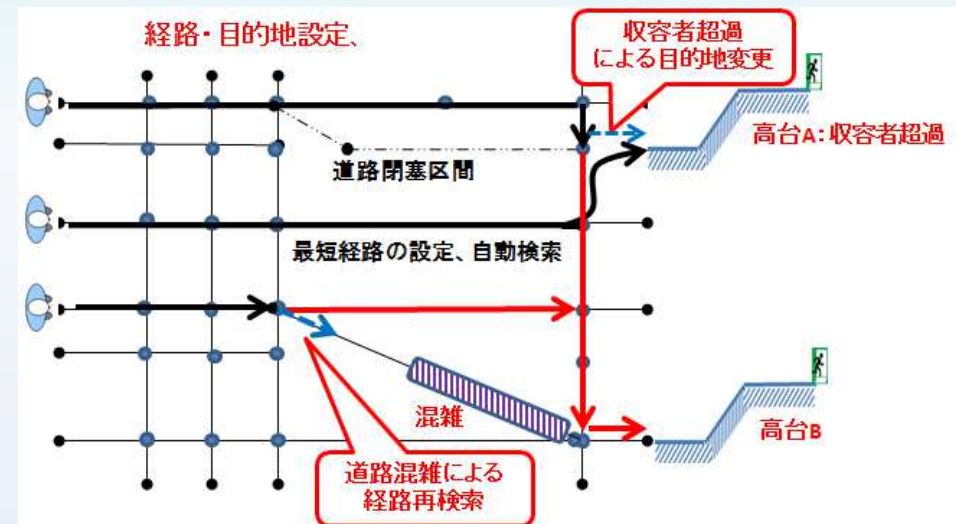 経路・目的地設定、
収容者超過
による目的地変更
高台A:収容者超過
道路閉塞区間
最短経路の設定、自動検索
混雑
高台B
道路混雑による
経路再検索